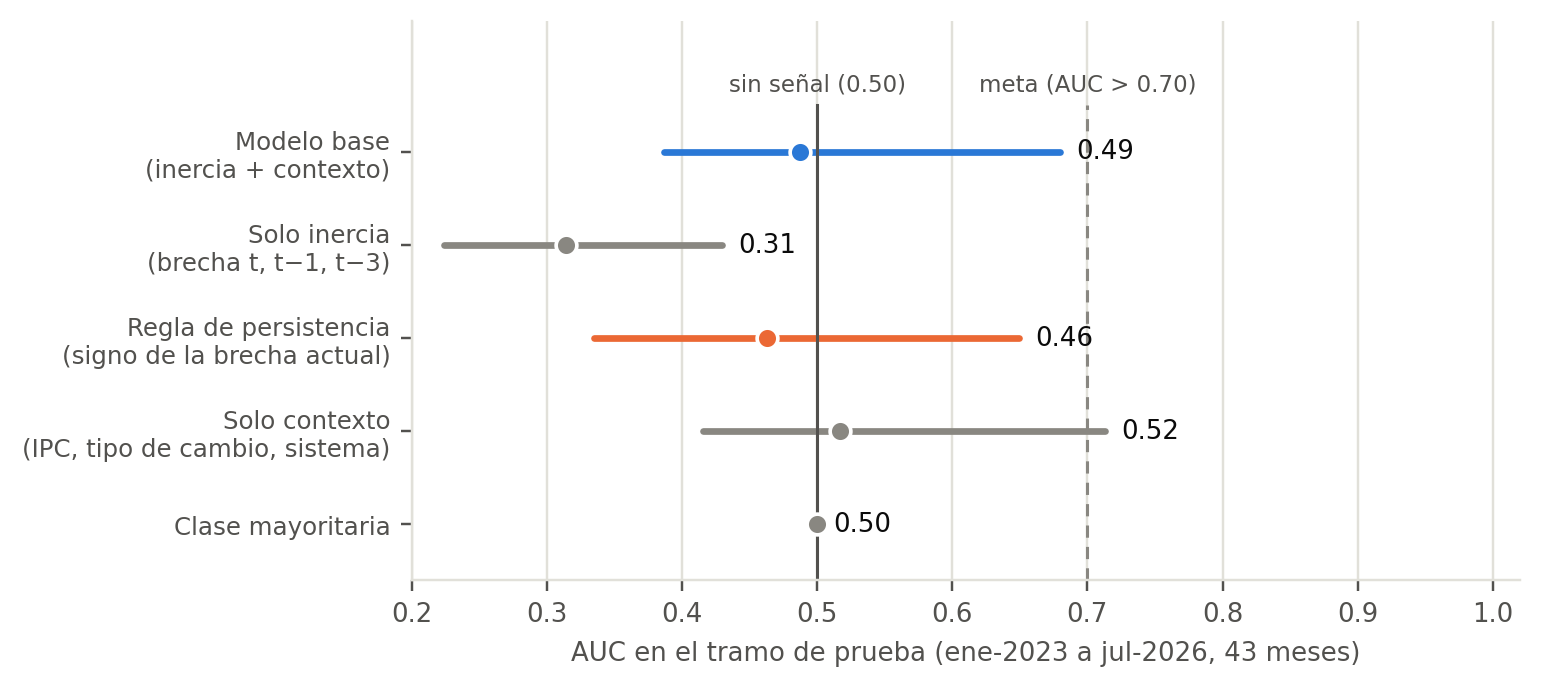 sin señal (0.50)
meta (AUC > 0.70)
Modelo base
(inercia + contexto)
0.49
Solo inercia
(brecha t, t−1, t−3)
0.31
Regla de persistencia
(signo de la brecha actual)
0.46
Solo contexto
(IPC, tipo de cambio, sistema)
0.52
Clase mayoritaria
0.50
0.2 0.3 0.4 0.5 0.6 0.7 0.8 0.9 1.0
AUC en el tramo de prueba (ene-2023 a jul-2026, 43 meses)